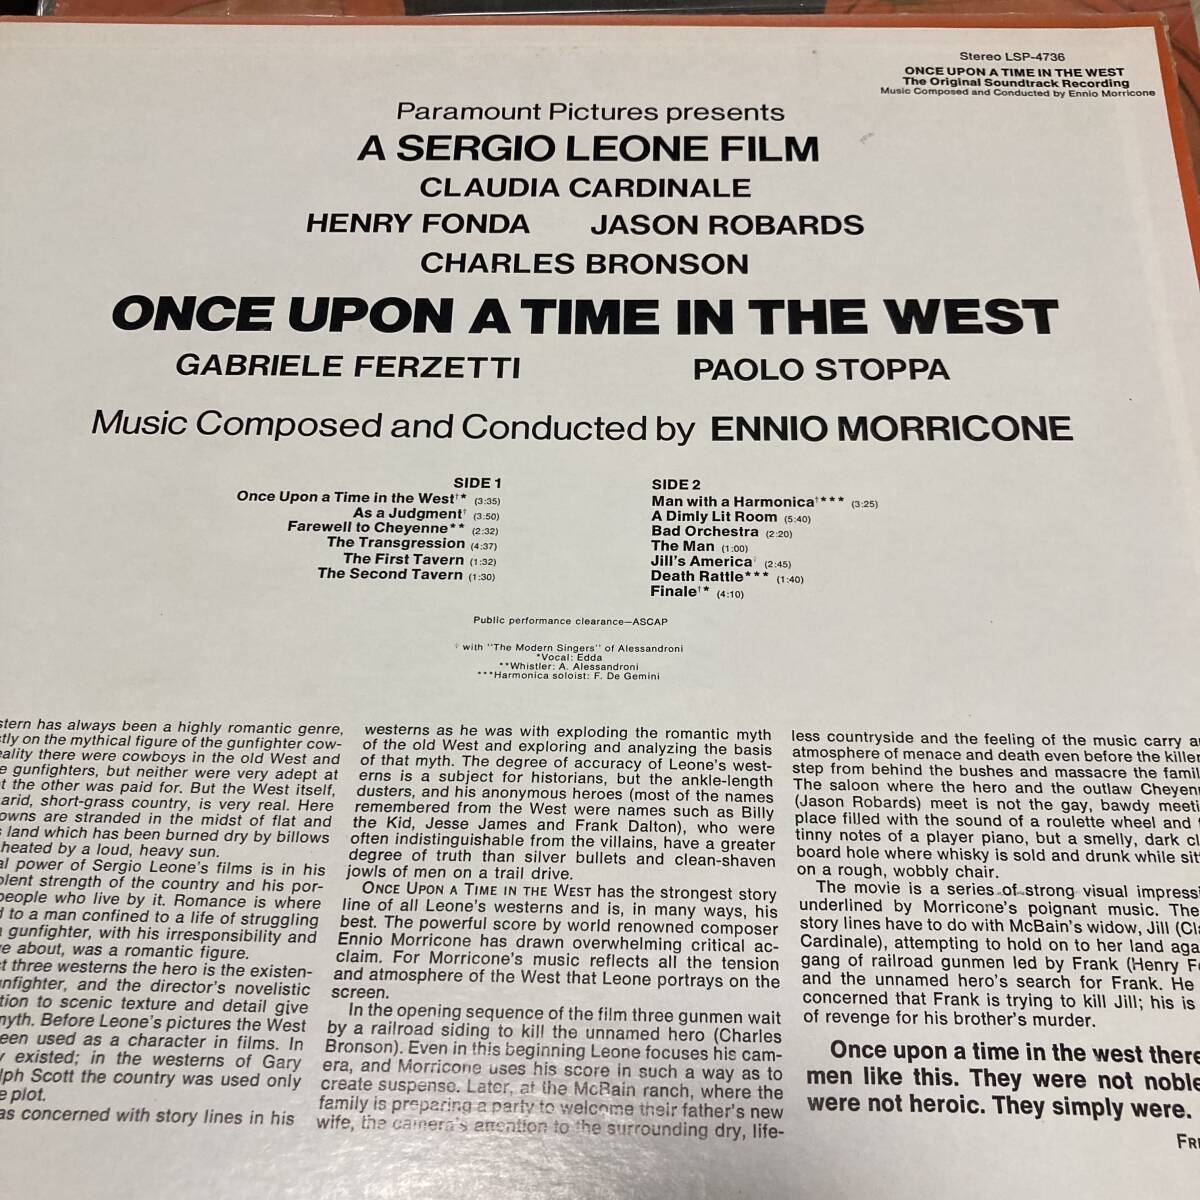 Stereo LSP-4736
ONCE UPON A TIME IN THE WEST
The Original Soundtrack Recording
Music Composed and Conducted by Ennio Morricone
Paramount Pictures presents
A SERGIO LEONE FILM
CLAUDIA CARDINALE
HENRY FONDA JASON ROBARDS
CHARLES BRONSON
ONCE UPON A TIME IN THE WEST
GABRIELE FERZETTI PAOLO STOPPA
Music Composed and Conducted by ENNIO MORRICONE
SIDE 1
Once Upon a Time in the West†* (3:35)
As a Judgment† (3:50)
Farewell to Cheyenne** (2:32)
The Transgression (4:37)
The First Tavern (1:32)
The Second Tavern (1:30)
SIDE 2
Man with a Harmonica†*** (3:25)
A Dimly Lit Room (5:40)
Bad Orchestra (2:20)
The Man (1:00)
Jill's America† (2:45)
Death Rattle*** (1:40)
Finale†* (4:10)
Public performance clearance—ASCAP
† with "The Modern Singers" of Alessandroni
*Vocal: Edda
**Whistler: A. Alessandroni
***Harmonica soloist: F. De Gemini
stern has always been a highly romantic genre,
tly on the mythical figure of the gunfighter cow-
eality there were cowboys in the old West and
e gunfighters, but neither were very adept at
t the other was paid for. But the West itself,
arid, short-grass country, is very real. Here
owns are stranded in the midst of flat and
s land which has been burned dry by billows
heated by a loud, heavy sun.
al power of Sergio Leone's films is in his
olent strength of the country and his por-
people who live by it. Romance is where
d to a man confined to a life of struggling
a gunfighter, with his irresponsibility and
ve about, was a romantic figure.
t three westerns the hero is the existen-
nfighter, and the director's novelistic
tion to scenic texture and detail give
nyth. Before Leone's pictures the West
een used as a character in films. In
y existed; in the westerns of Gary
lph Scott the country was used only
e plot.
as concerned with story lines in his
westerns as he was with exploding the romantic myth
of the old West and exploring and analyzing the basis
of that myth. The degree of accuracy of Leone's west-
erns is a subject for historians, but the ankle-length
dusters, and his anonymous heroes (most of the names
remembered from the West were names such as Billy
the Kid, Jesse James and Frank Dalton), who were
often indistinguishable from the villains, have a greater
degree of truth than silver bullets and clean-shaven
jowls of men on a trail drive.
ONCE UPON A TIME IN THE WEST has the strongest story
line of all Leone's westerns and is, in many ways, his
best. The powerful score by world renowned composer
Ennio Morricone has drawn overwhelming critical ac-
claim. For Morricone's music reflects all the tension
and atmosphere of the West that Leone portrays on the
screen.
In the opening sequence of the film three gunmen wait
by a railroad siding to kill the unnamed hero (Charles
Bronson). Even in this beginning Leone focuses his cam-
era, and Morricone uses his score in such a way as to
create suspense. Later, at the McBain ranch, where the
family is preparing a party to welcome their father's new
wife, the camera's attention to the surrounding dry, life-
less countryside and the feeling of the music carry a
atmosphere of menace and death even before the killer
step from behind the bushes and massacre the famil
The saloon where the hero and the outlaw Cheyen
(Jason Robards) meet is not the gay, bawdy meeti
place filled with the sound of a roulette wheel and t
tinny notes of a player piano, but a smelly, dark cl
board hole where whisky is sold and drunk while sit
on a rough, wobbly chair.
The movie is a series of strong visual impressi
underlined by Morricone's poignant music. The
story lines have to do with McBain's widow, Jill (Cla
Cardinale), attempting to hold on to her land aga
gang of railroad gunmen led by Frank (Henry Fo
and the unnamed hero's search for Frank. He
concerned that Frank is trying to kill Jill; his is
of revenge for his brother's murder.
Once upon a time in the west there
men like this. They were not noble
were not heroic. They simply were.
FRE